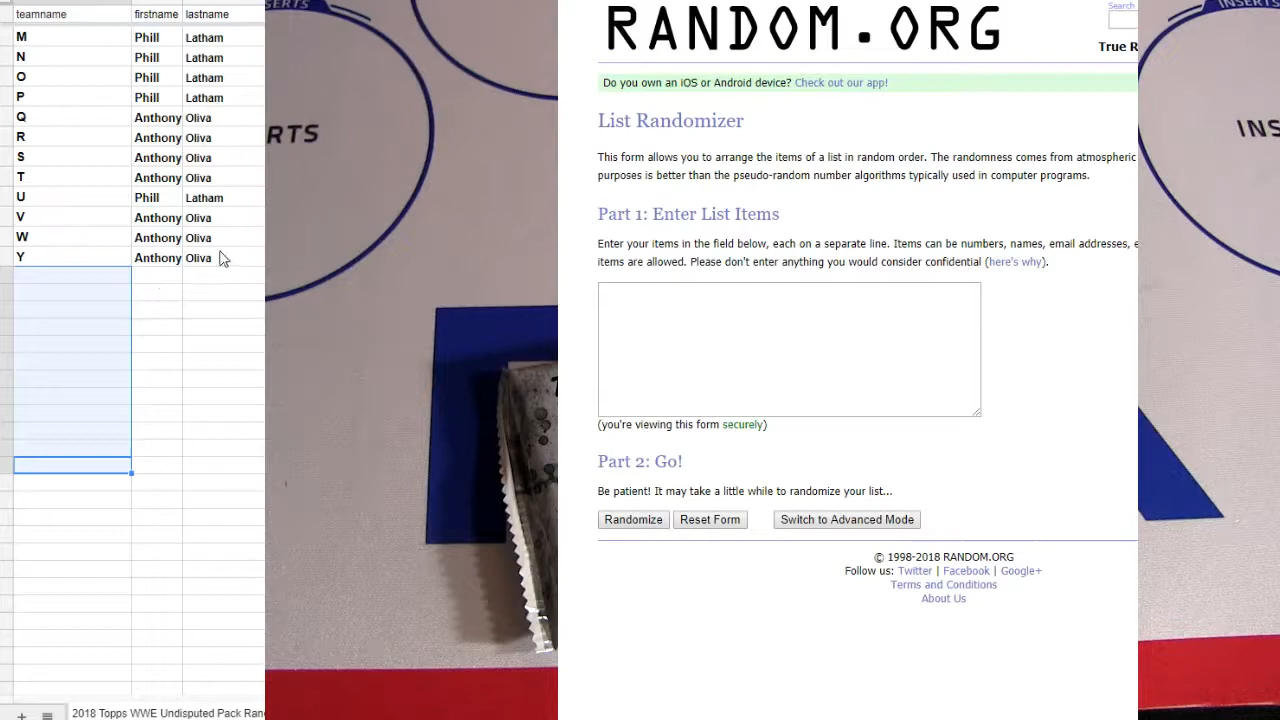 teamname firstname lastname
M Phill Latham
N Phill Latham
O Phill Latham
P Phill Latham
Q Anthony Oliva
R Anthony Oliva
S Anthony Oliva
T Anthony Oliva
U Phill Latham
V Anthony Oliva
W Anthony Oliva
Y Anthony Oliva
2018 Topps WWE Undisputed Pack Ran
INSERTS
ERTS
RANDOM.ORG
Search
True R
Do you own an iOS or Android device? Check out our app!
List Randomizer
This form allows you to arrange the items of a list in random order. The randomness comes from atmospheric
purposes is better than the pseudo-random number algorithms typically used in computer programs.
Part 1: Enter List Items
Enter your items in the field below, each on a separate line. Items can be numbers, names, email addresses, e
items are allowed. Please don't enter anything you would consider confidential (here's why).
(you're viewing this form securely)
Part 2: Go!
Be patient! It may take a little while to randomize your list...
Randomize Reset Form Switch to Advanced Mode
© 1998-2018 RANDOM.ORG
Follow us: Twitter | Facebook | Google+
Terms and Conditions
About Us
INSERTS
INS